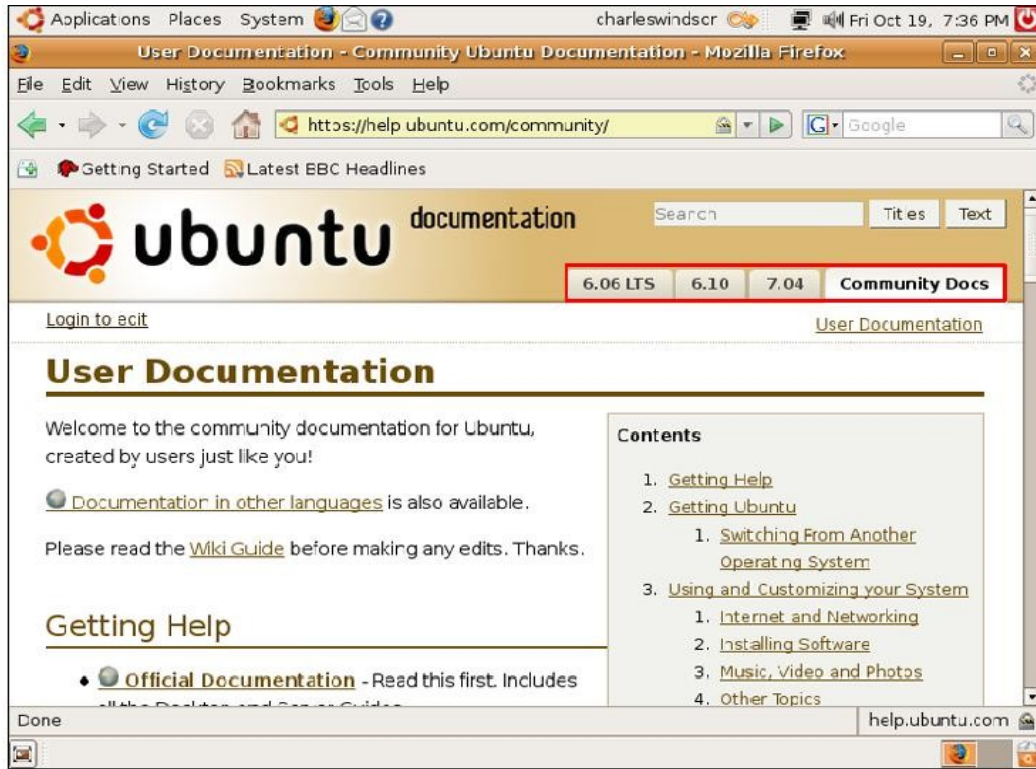 Applications Places System charleswindscr Fri Oct 19, 7:36 PM
User Documentation - Community Ubuntu Documentation - Mozilla Firefox
File Edit View History Bookmarks Tools Help
https://help.ubuntu.com/community/ G Google
Getting Started Latest BBC Headlines
ubuntu documentation Search Titles Text
6.06 LTS 6.10 7.04 Community Docs
Login to edit User Documentation
User Documentation
Welcome to the community documentation for Ubuntu,
created by users just like you!
Documentation in other languages is also available.
Please read the Wiki Guide before making any edits. Thanks.
Getting Help
Official Documentation - Read this first. Includes
all the Desktop and Server Guides
Contents
1. Getting Help
2. Getting Ubuntu
1. Switching From Another
Operating System
3. Using and Customizing your System
1. Internet and Networking
2. Installing Software
3. Music, Video and Photos
4. Other Topics
Done help.ubuntu.com